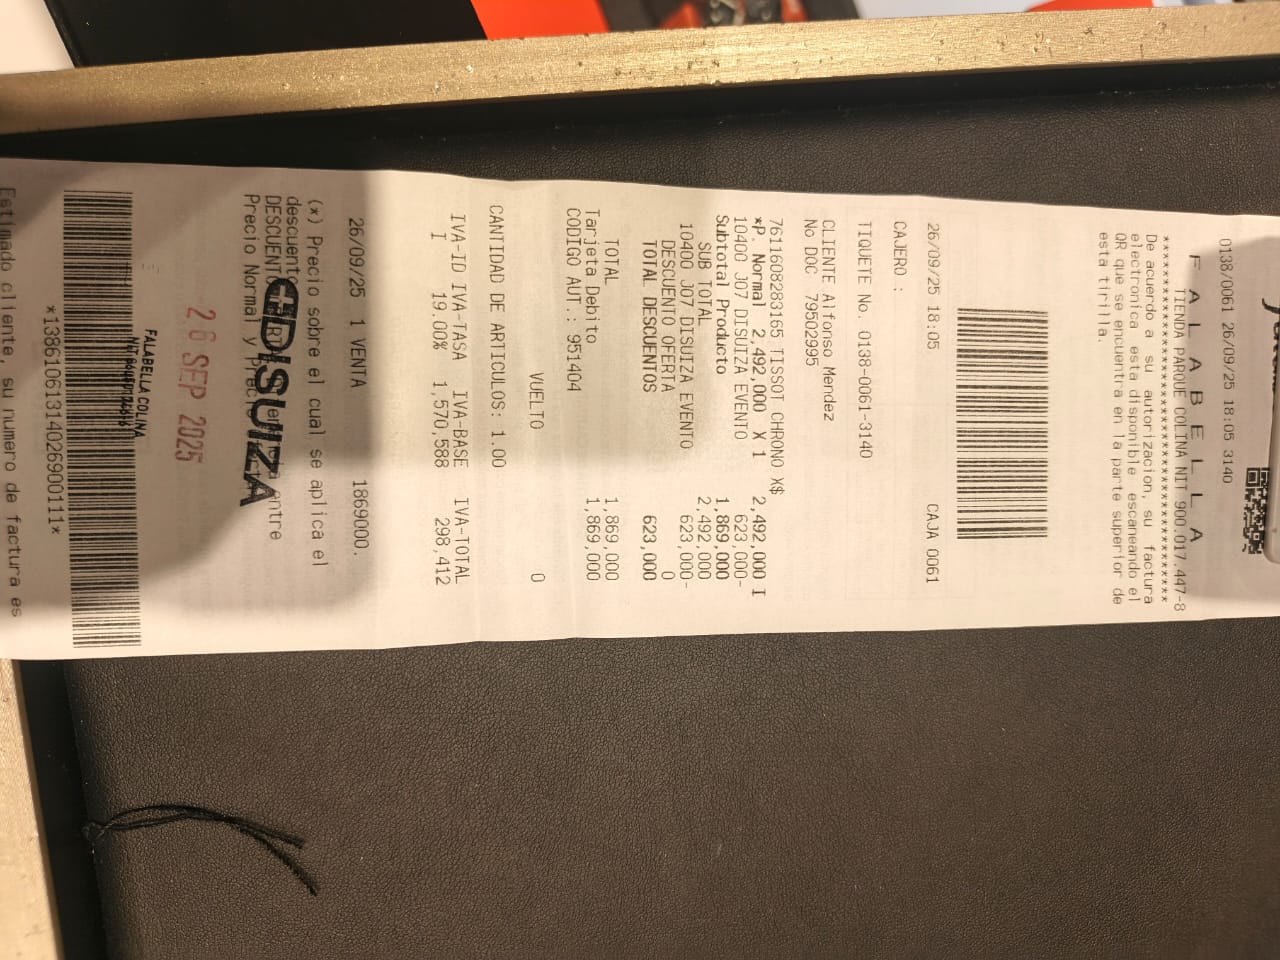 0138/0061 26/09/25 18:05 3140
F A L A B E L L A
TIENDA PARQUE COLINA NIT 900.017.447-8
De acuerdo a su autorizacion, su factura
electronica esta disponible escaneando el
QR que se encuentra en la parte superior de
esta tirilla.
26/09/25 18:05 CAJA 0061
CAJERO :
TIQUETE No. 0138-0061-3140
CLIENTE Alfonso Mendez
No DOC 79502995
7611608283165 TISSOT CHRONO X$
*P. Normal 2,492,000 X 1 2,492,000 I
10400 J07 DISUIZA EVENTO 623,000-
Subtotal Producto 1,869,000
SUB TOTAL 2,492,000
10400 J07 DISUIZA EVENTO 623,000-
DESCUENTO OFERTA 0
TOTAL DESCUENTOS 623,000
TOTAL 1,869,000
Tarjeta Debito 1,869,000
CODIGO AUT.: 951404
VUELTO 0
CANTIDAD DE ARTICULOS: 1.00
IVA-ID IVA-TASA IVA-BASE IVA-TOTAL
I 19.00% 1,570,588 298,412
26/09/25 1 VENTA 1869000.
(*) Precio sobre el cual se aplica el
descuento
DESCUENTO entre
Precio Normal y
DISUIZA
26 SEP 2025
FALABELLA COLINA
*13861061314026900111*
Estimado cliente, su numero de factura es